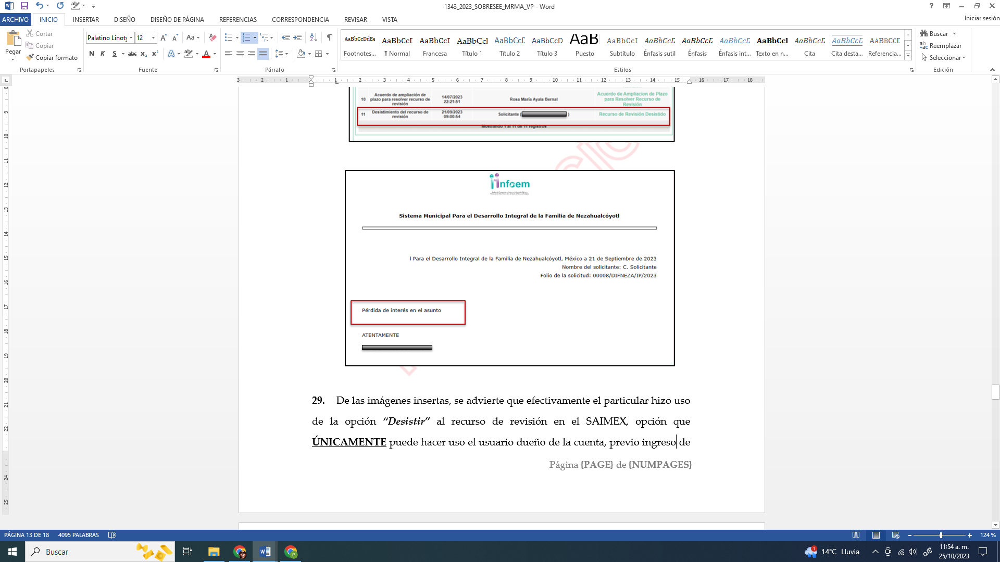 1343_2023_SOBRESEE_MRMA_VP - Word
ARCHIVO INICIO INSERTAR DISEÑO DISEÑO DE PÁGINA REFERENCIAS CORRESPONDENCIA REVISAR VISTA Iniciar sesión
Pegar
Cortar
Copiar
Copiar formato
Portapapeles
Palatino Linoty 12
N K S abc x₂ x²
Fuente
Párrafo
AaBbCcDdEe AaBbCcI AaBbCcI AaBbCcI AaBbCcD AaBbCcD AaB AaBbCcI AaBbCcD AaBbCcD AaBbCcD AaBbCcI AaBbCcD AaBbCcD AABBCCD
Footnotes... ¶ Normal Francesa Título 1 Título 2 Título 3 Puesto Subtítulo Énfasis sutil Énfasis Énfasis int... Texto en n... Cita Cita desta... Referencia...
Estilos
Buscar
Reemplazar
Seleccionar
Edición
3 2 1 1 2 3 4 5 6 7 8 9 10 11 12 13 14 15 16 17 18
10 Acuerdo de ampliación de plazo para resolver recurso de revisión 14/07/2023 22:21:51 Rosa María Ayala Bernal Acuerdo de Ampliacion de Plazo para Resolver Recurso de Revisión
11 Desistimiento del recurso de revisión 21/09/2023 09:00:54 Solicitante ( ) Recurso de Revisión Desistido
Mostrando 1 al 11 de 11 registros
infoem
Sistema Municipal Para el Desarrollo Integral de la Familia de Nezahualcóyotl
l Para el Desarrollo Integral de la Familia de Nezahualcóyotl, México a 21 de Septiembre de 2023
Nombre del solicitante: C. Solicitante
Folio de la solicitud: 00008/DIFNEZA/IP/2023
Pérdida de interés en el asunto
ATENTAMENTE
29. De las imágenes insertas, se advierte que efectivamente el particular hizo uso
de la opción “Desistir” al recurso de revisión en el SAIMEX, opción que
ÚNICAMENTE puede hacer uso el usuario dueño de la cuenta, previo ingreso de
Página {PAGE} de {NUMPAGES}
PÁGINA 13 DE 18 4095 PALABRAS 124 %
Buscar
14°C Lluvia
11:54 a. m.
25/10/2023